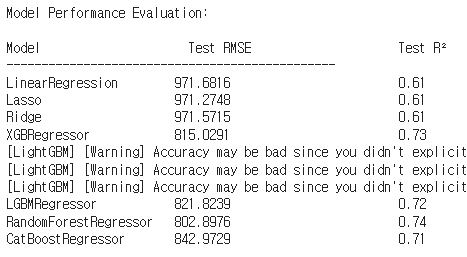 Model Performance Evaluation:
Model Test RMSE Test R²
--------------------------------------------------
LinearRegression 971.6816 0.61
Lasso 971.2748 0.61
Ridge 971.5715 0.61
XGBRegressor 815.0291 0.73
[LightGBM] [Warning] Accuracy may be bad since you didn't explicit
[LightGBM] [Warning] Accuracy may be bad since you didn't explicit
[LightGBM] [Warning] Accuracy may be bad since you didn't explicit
LGBMRegressor 821.8239 0.72
RandomForestRegressor 802.8976 0.74
CatBoostRegressor 842.9729 0.71